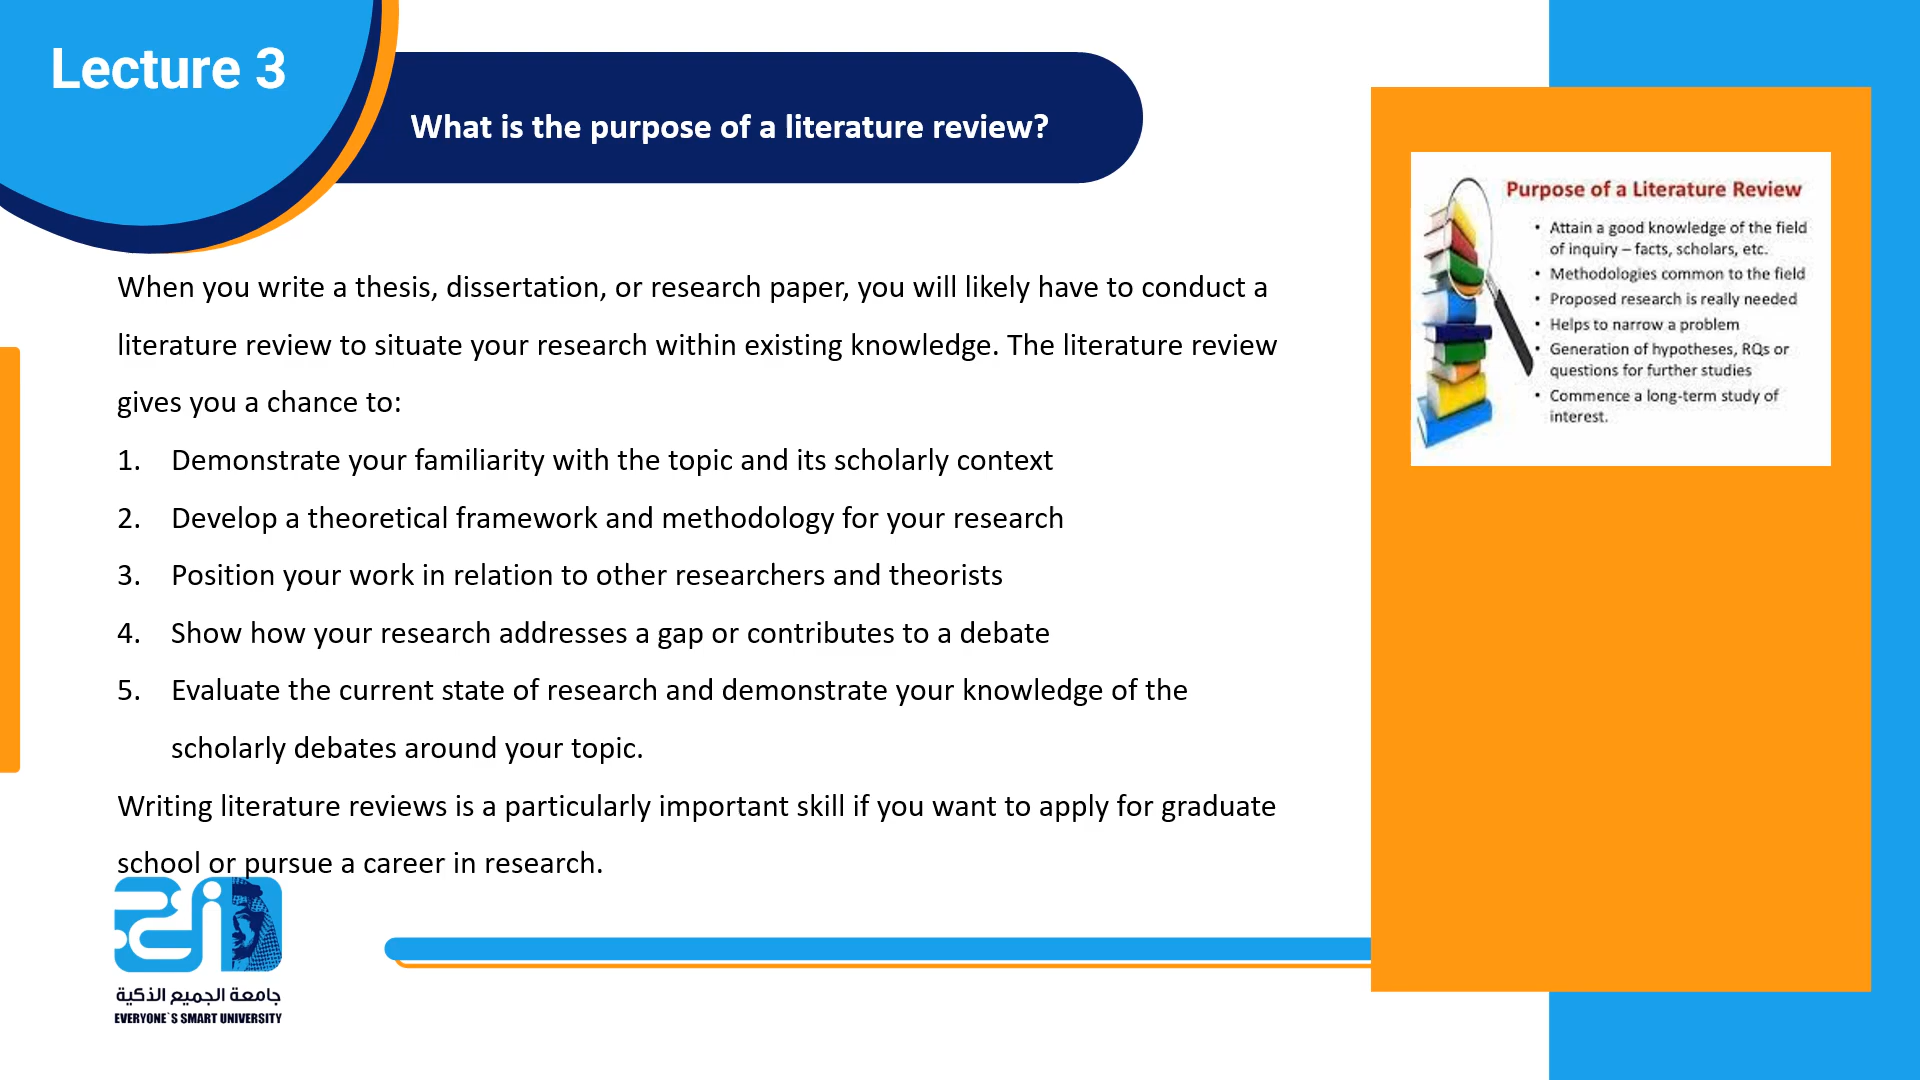 Lecture 3
What is the purpose of a literature review?
When you write a thesis, dissertation, or research paper, you will likely have to conduct a
literature review to situate your research within existing knowledge. The literature review
gives you a chance to:
1. Demonstrate your familiarity with the topic and its scholarly context
2. Develop a theoretical framework and methodology for your research
3. Position your work in relation to other researchers and theorists
4. Show how your research addresses a gap or contributes to a debate
5. Evaluate the current state of research and demonstrate your knowledge of the
scholarly debates around your topic.
Writing literature reviews is a particularly important skill if you want to apply for graduate
school or pursue a career in research.
جامعة الجميع الذكية
EVERYONE`S SMART UNIVERSITY
Purpose of a Literature Review
• Attain a good knowledge of the field
of inquiry – facts, scholars, etc.
• Methodologies common to the field
• Proposed research is really needed
• Helps to narrow a problem
• Generation of hypotheses, RQs or
questions for further studies
• Commence a long-term study of
interest.